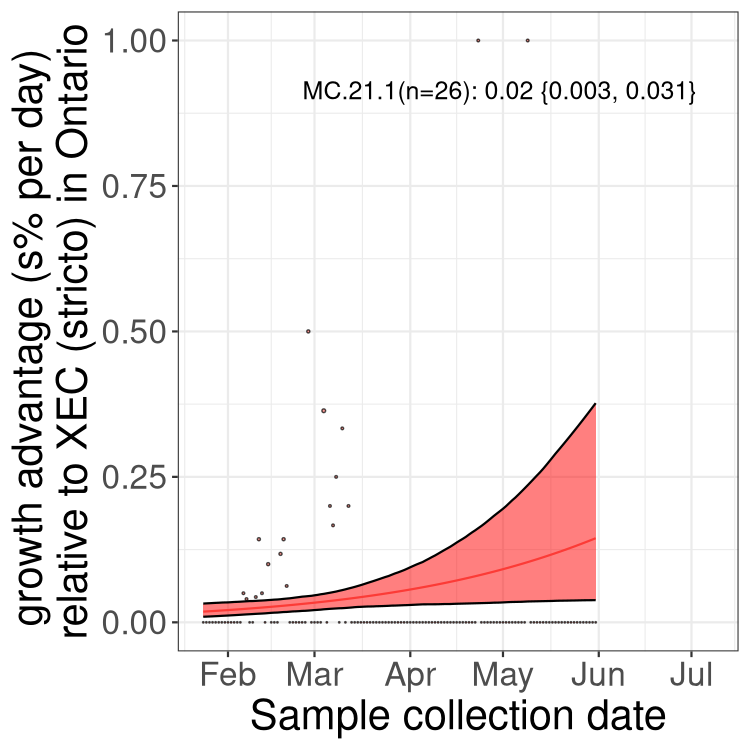 growth advantage (s% per day)
relative to XEC (stricto) in Ontario
1.00
MC.21.1(n=26): 0.02 {0.003, 0.031}
0.75
0.50
0.25
0.00
Feb Mar Apr May Jun Jul
Sample collection date